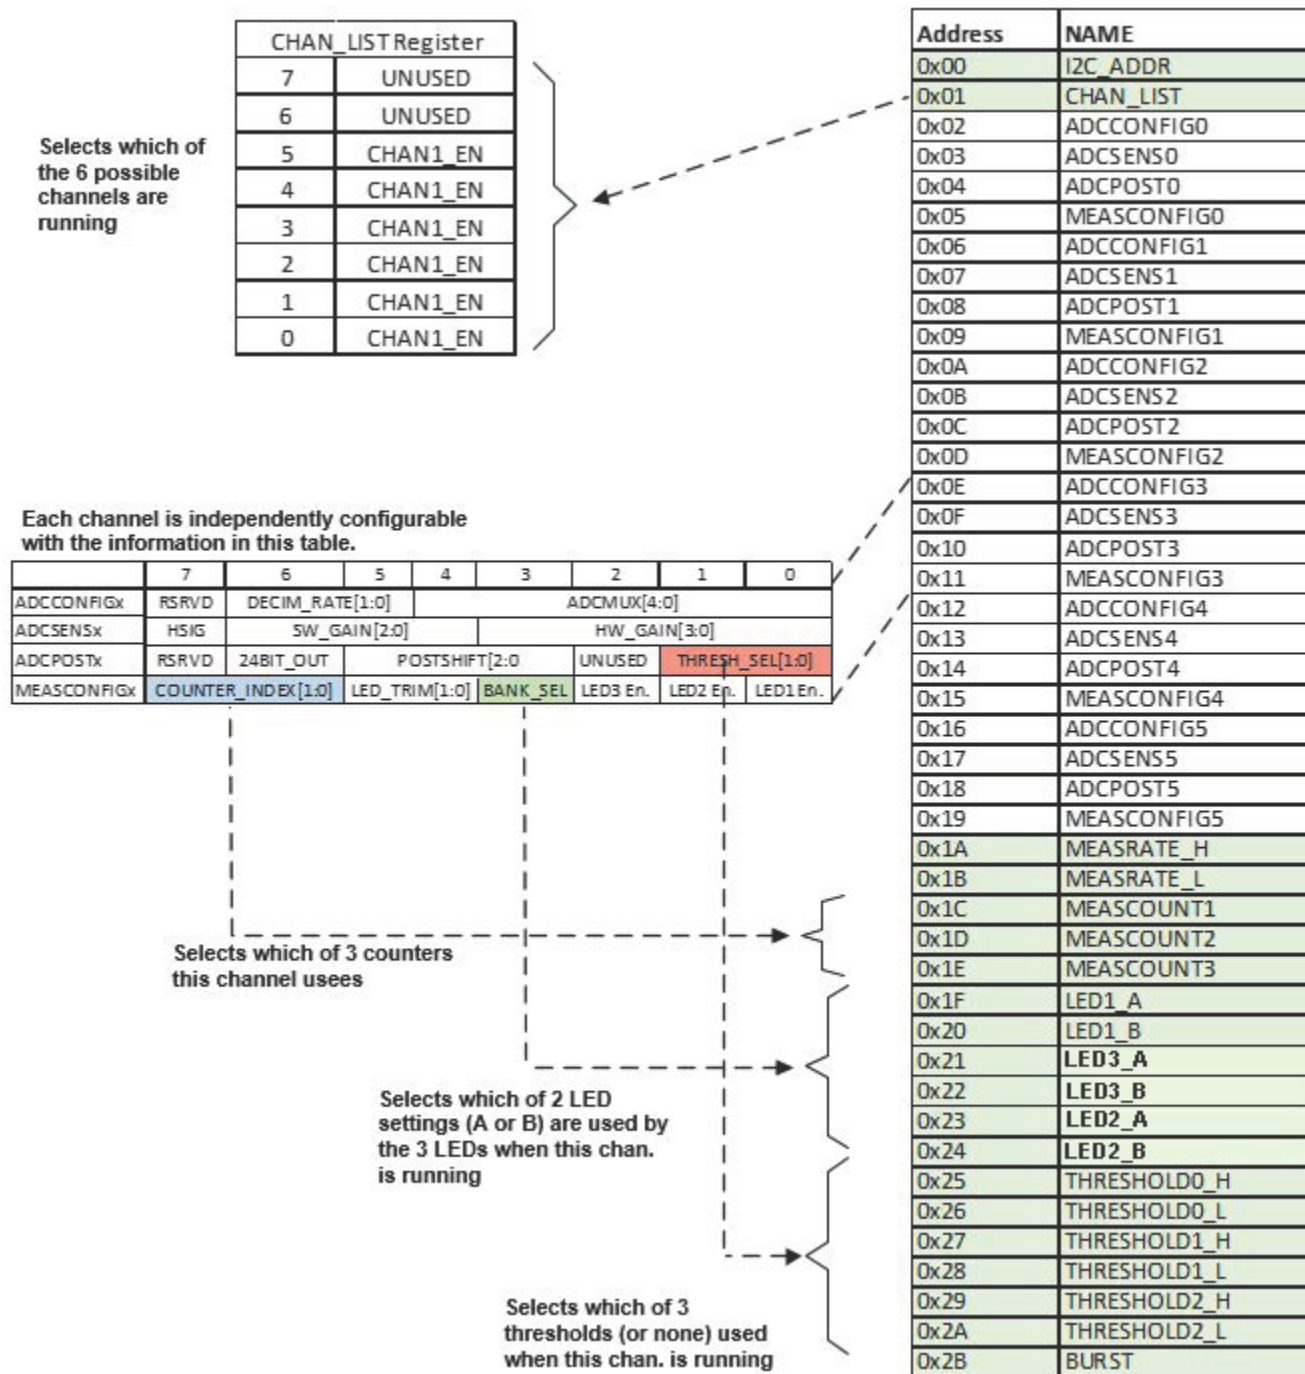 CHAN_LIST Register
7 UNUSED
6 UNUSED
5 CHAN1_EN
4 CHAN1_EN
3 CHAN1_EN
2 CHAN1_EN
1 CHAN1_EN
0 CHAN1_EN
Selects which of
the 6 possible
channels are
running
Each channel is independently configurable
with the information in this table.
7 6 5 4 3 2 1 0
ADCCONFIGx RSRVD DECIM_RATE[1:0] ADCMUX[4:0]
ADCSENSx HSIG SW_GAIN[2:0] HW_GAIN[3:0]
ADCPOSTx RSRVD 24BIT_OUT POSTSHIFT[2:0 UNUSED THRESH_SEL[1:0]
MEASCONFIGx COUNTER_INDEX[1:0] LED_TRIM[1:0] BANK_SEL LED3 En. LED2 En. LED1 En.
Selects which of 3 counters
this channel usees
Selects which of 2 LED
settings (A or B) are used by
the 3 LEDs when this chan.
is running
Selects which of 3
thresholds (or none) used
when this chan. is running
Address NAME
0x00 I2C_ADDR
0x01 CHAN_LIST
0x02 ADCCONFIG0
0x03 ADCSENS0
0x04 ADCPOST0
0x05 MEASCONFIG0
0x06 ADCCONFIG1
0x07 ADCSENS1
0x08 ADCPOST1
0x09 MEASCONFIG1
0x0A ADCCONFIG2
0x0B ADCSENS2
0x0C ADCPOST2
0x0D MEASCONFIG2
0x0E ADCCONFIG3
0x0F ADCSENS3
0x10 ADCPOST3
0x11 MEASCONFIG3
0x12 ADCCONFIG4
0x13 ADCSENS4
0x14 ADCPOST4
0x15 MEASCONFIG4
0x16 ADCCONFIG5
0x17 ADCSENS5
0x18 ADCPOST5
0x19 MEASCONFIG5
0x1A MEASRATE_H
0x1B MEASRATE_L
0x1C MEASCOUNT1
0x1D MEASCOUNT2
0x1E MEASCOUNT3
0x1F LED1_A
0x20 LED1_B
0x21 LED3_A
0x22 LED3_B
0x23 LED2_A
0x24 LED2_B
0x25 THRESHOLD0_H
0x26 THRESHOLD0_L
0x27 THRESHOLD1_H
0x28 THRESHOLD1_L
0x29 THRESHOLD2_H
0x2A THRESHOLD2_L
0x2B BURST